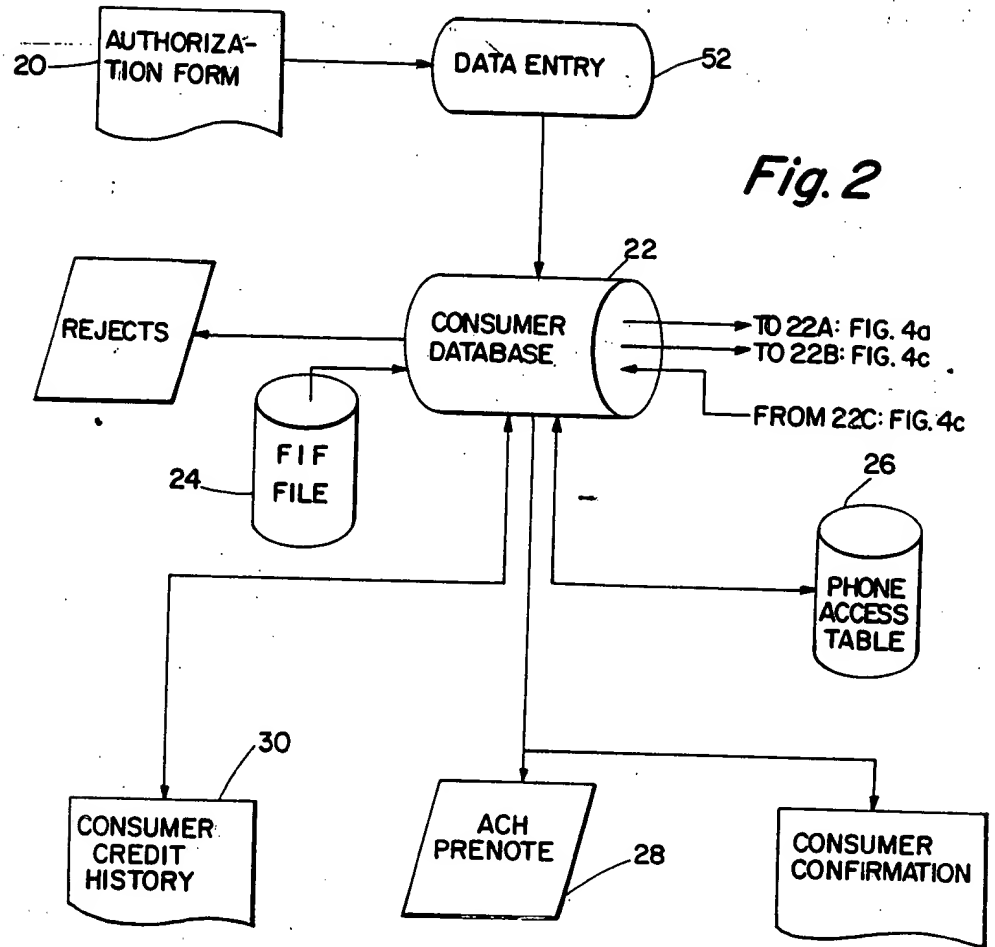 AUTHORIZA-
TION FORM
20
DATA ENTRY
52
Fig. 2
22
REJECTS
CONSUMER
DATABASE
TO 22A: FIG. 4a
TO 22B: FIG. 4c
FROM 22C: FIG. 4c
FIF
FILE
24
26
PHONE
ACCESS
TABLE
30
CONSUMER
CREDIT
HISTORY
ACH
PRENOTE
28
CONSUMER
CONFIRMATION